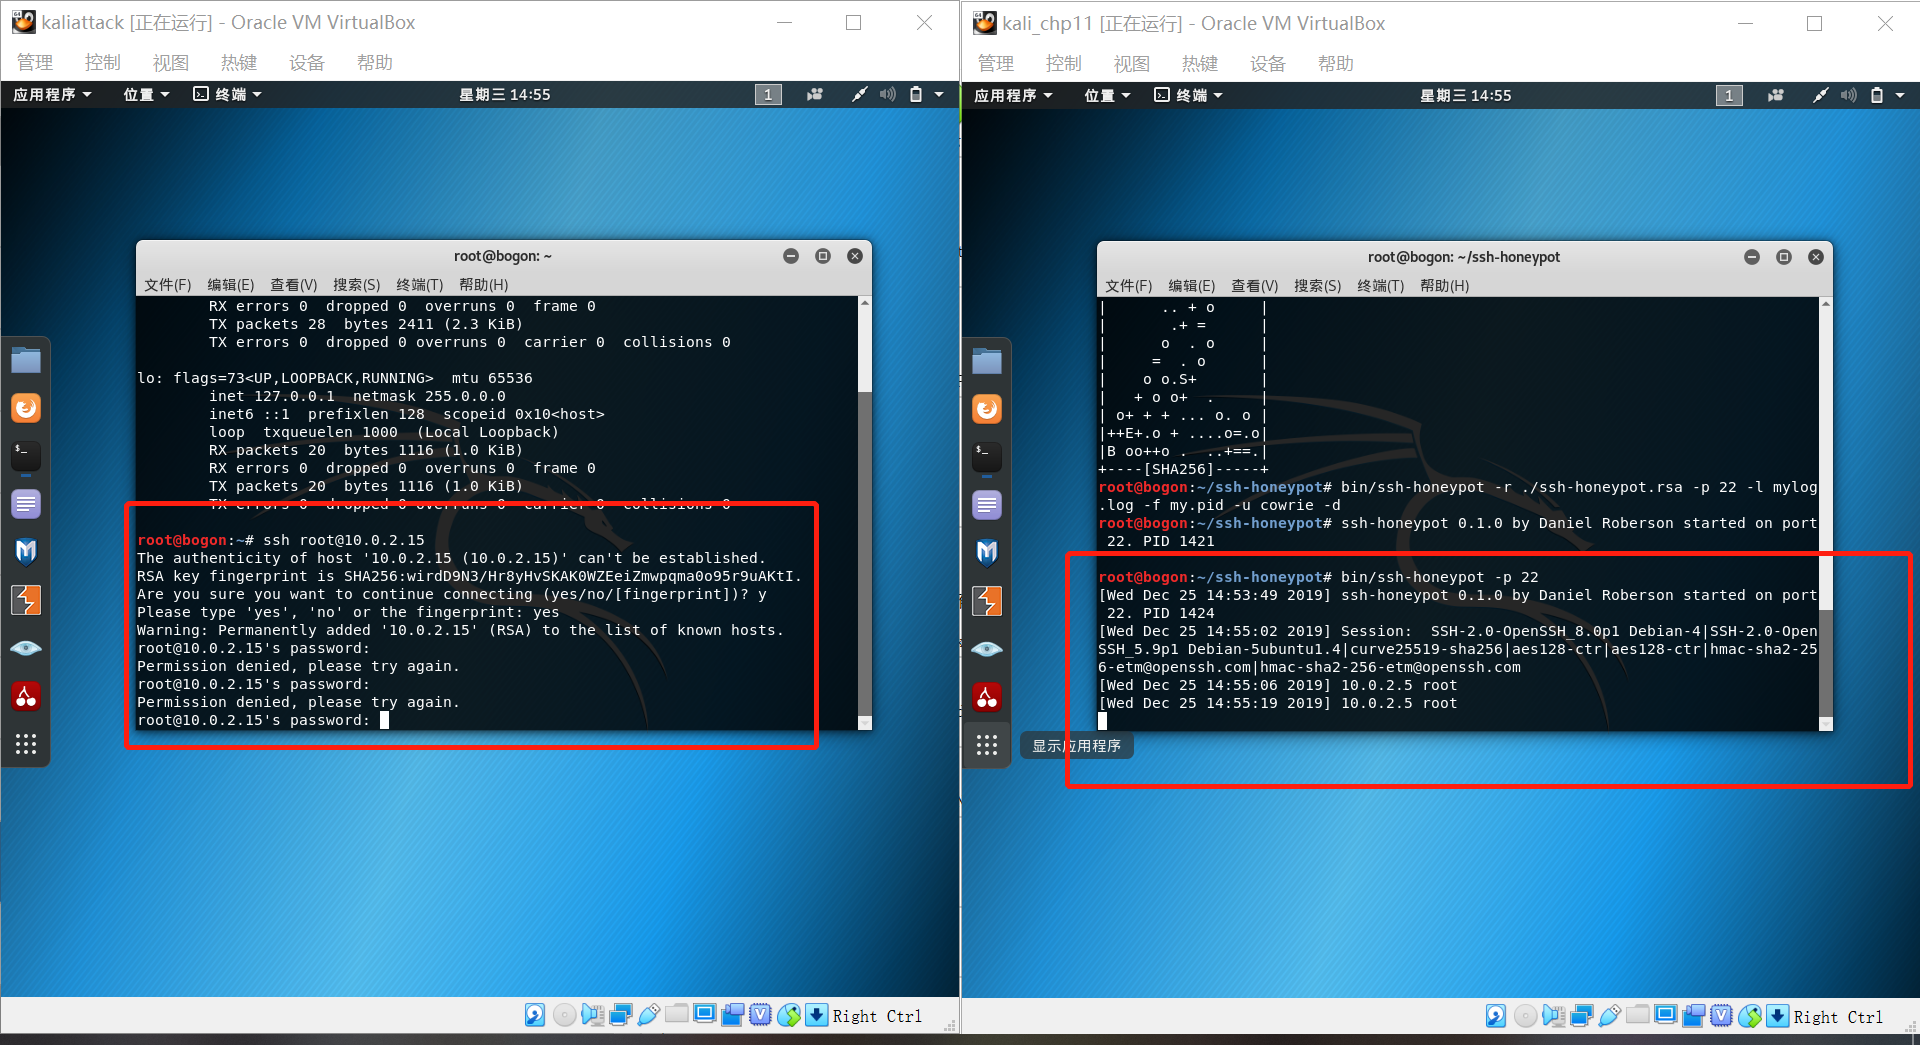 kaliattack [正在运行] - Oracle VM VirtualBox
管理 控制 视图 热键 设备 帮助
应用程序 位置 终端 星期三 14:55 1
root@bogon: ~
文件(F) 编辑(E) 查看(V) 搜索(S) 终端(T) 帮助(H)
RX errors 0  dropped 0  overruns 0  frame 0
TX packets 28  bytes 2411 (2.3 KiB)
TX errors 0  dropped 0 overruns 0  carrier 0  collisions 0
lo: flags=73<UP,LOOPBACK,RUNNING>  mtu 65536
inet 127.0.0.1  netmask 255.0.0.0
inet6 ::1  prefixlen 128  scopeid 0x10<host>
loop  txqueuelen 1000  (Local Loopback)
RX packets 20  bytes 1116 (1.0 KiB)
RX errors 0  dropped 0  overruns 0  frame 0
TX packets 20  bytes 1116 (1.0 KiB)
TX errors 0  dropped 0 overruns 0  carrier 0  collisions 0
root@bogon:~# ssh root@10.0.2.15
The authenticity of host '10.0.2.15 (10.0.2.15)' can't be established.
RSA key fingerprint is SHA256:wirdD9N3/Hr8yHvSKAK0WZEeiZmwpqma0o95r9uAKtI.
Are you sure you want to continue connecting (yes/no/[fingerprint])? y
Please type 'yes', 'no' or the fingerprint: yes
Warning: Permanently added '10.0.2.15' (RSA) to the list of known hosts.
root@10.0.2.15's password:
Permission denied, please try again.
root@10.0.2.15's password:
Permission denied, please try again.
root@10.0.2.15's password:
Right Ctrl
kali_chp11 [正在运行] - Oracle VM VirtualBox
管理 控制 视图 热键 设备 帮助
应用程序 位置 终端 星期三 14:55 1
root@bogon: ~/ssh-honeypot
文件(F) 编辑(E) 查看(V) 搜索(S) 终端(T) 帮助(H)
|      .. + o     |
|       .+ =      |
|      o  . o     |
|     =  . o      |
|    o o.S+       |
|   + o o+  .     |
| o+ + + ... o. o |
|++E+.o + ....o=.o|
|B oo++o .  ..+==.|
+----[SHA256]-----+
root@bogon:~/ssh-honeypot# bin/ssh-honeypot -r ./ssh-honeypot.rsa -p 22 -l mylog
.log -f my.pid -u cowrie -d
root@bogon:~/ssh-honeypot# ssh-honeypot 0.1.0 by Daniel Roberson started on port
22. PID 1421
root@bogon:~/ssh-honeypot# bin/ssh-honeypot -p 22
[Wed Dec 25 14:53:49 2019] ssh-honeypot 0.1.0 by Daniel Roberson started on port
22. PID 1424
[Wed Dec 25 14:55:02 2019] Session:  SSH-2.0-OpenSSH_8.0p1 Debian-4|SSH-2.0-Open
SSH_5.9p1 Debian-5ubuntu1.4|curve25519-sha256|aes128-ctr|aes128-ctr|hmac-sha2-25
6-etm@openssh.com|hmac-sha2-256-etm@openssh.com
[Wed Dec 25 14:55:06 2019] 10.0.2.5 root
[Wed Dec 25 14:55:19 2019] 10.0.2.5 root
显示应用程序
Right Ctrl